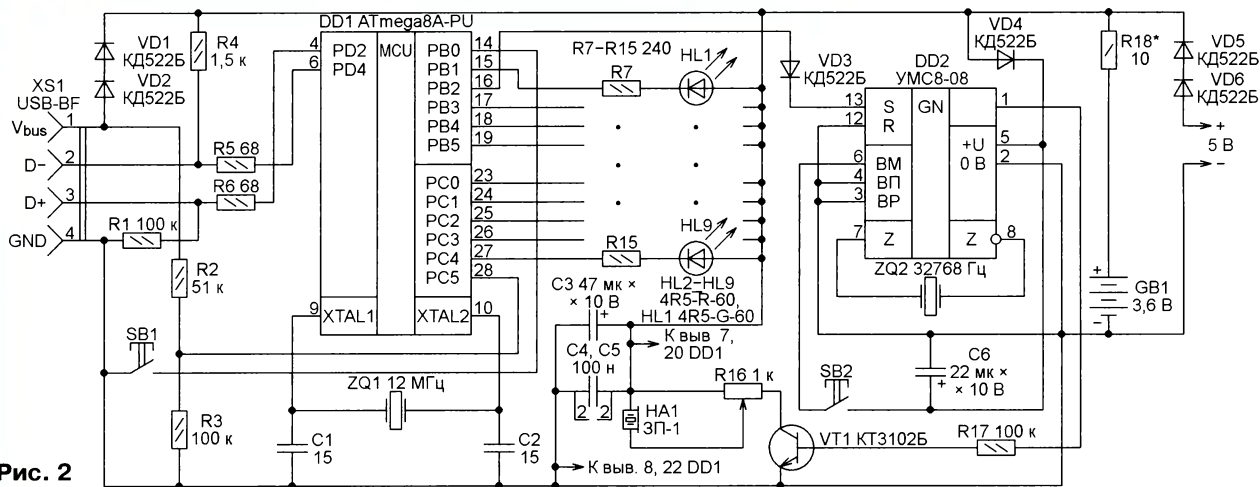 XS1
USB-BF
Vbus
1
D–
2
D+
3
GND
4
VD1
КД522Б
VD2
КД522Б
R4
1,5 к
R5 68
R6 68
R1 100 к
R2
51 к
R3
100 к
SB1
DD1 ATmega8A-PU
MCU
4
PD2
6
PD4
9
XTAL1
XTAL2
10
PB0
14
PB1
15
PB2
16
PB3
17
PB4
18
PB5
19
PC0
23
PC1
24
PC2
25
PC3
26
PC4
27
PC5
28
ZQ1 12 МГц
C1
15
C2
15
R7–R15 240
R7
HL1
R15
HL9
HL2–HL9
4R5-R-60,
HL1 4R5-G-60
C3 47 мк ×
× 10 В
+
К выв 7,
20 DD1
C4, C5
100 н
2
2
HA1
ЗП-1
К выв. 8, 22 DD1
R16 1 к
VT1 КТ3102Б
R17 100 к
VD3
КД522Б
VD4
КД522Б
DD2
УМС8-08
13
S
GN
1
12
R
6
ВМ
+U
5
4
ВП
0 В
2
3
ВР
7
Z
Z
8
ZQ2 32768 Гц
SB2
C6
22 мк ×
× 10 В
+
R18*
10
GB1
3,6 В
+
–
VD5
КД522Б
VD6
КД522Б
+
5 В
–
Рис. 2